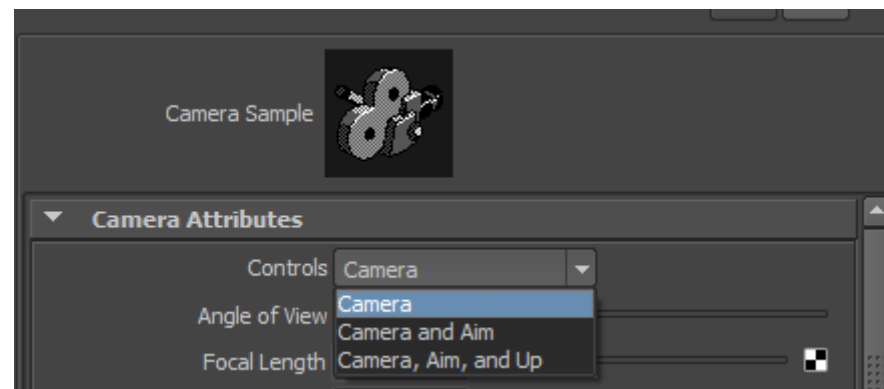 Camera Sample
Camera Attributes
Controls Camera
Camera
Angle of View
Camera and Aim
Focal Length Camera, Aim, and Up